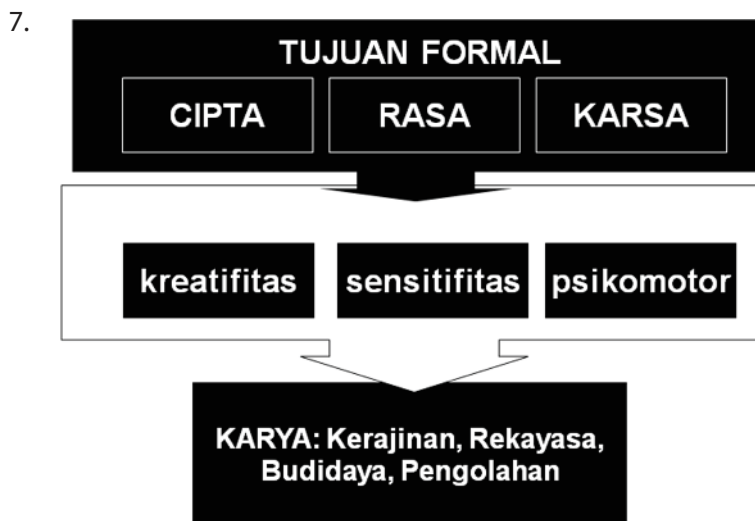 7.
TUJUAN FORMAL
CIPTA RASA KARSA
kreatifitas sensitifitas psikomotor
KARYA: Kerajinan, Rekayasa,
Budidaya, Pengolahan